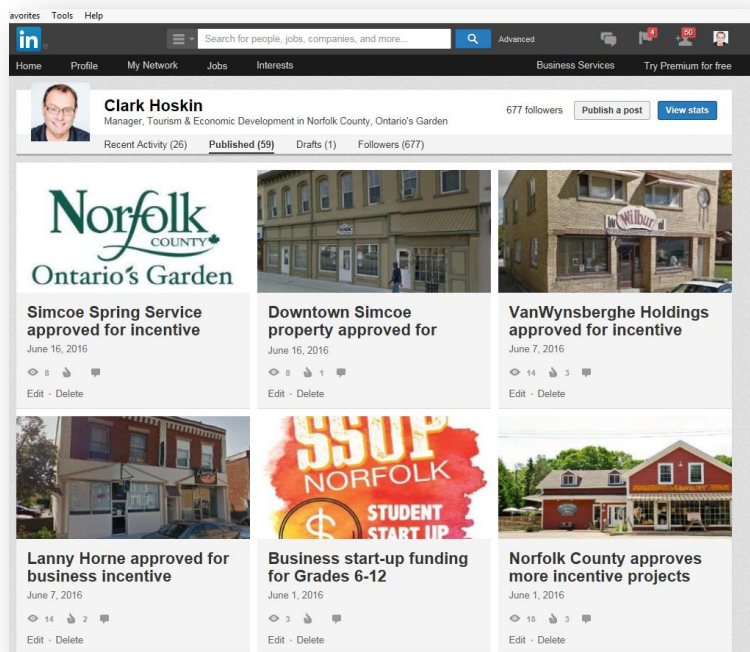 avorites Tools Help
in
Search for people, jobs, companies, and more...
Advanced
4
50
Home Profile My Network Jobs Interests Business Services Try Premium for free
Clark Hoskin
Manager, Tourism & Economic Development in Norfolk County, Ontario's Garden
677 followers Publish a post View stats
Recent Activity (26) Published (59) Drafts (1) Followers (677)
Norfolk
COUNTY
Ontario's Garden
Wilbur
Simcoe Spring Service
approved for incentive
June 16, 2016
8
Edit · Delete
Downtown Simcoe
property approved for
June 16, 2016
8 1
Edit · Delete
VanWynsberghe Holdings
approved for incentive
June 7, 2016
14 3
Edit · Delete
SSUP
NORFOLK
STUDENT
START UP
Lanny Horne approved for
business incentive
June 7, 2016
14 2
Edit · Delete
Business start-up funding
for Grades 6-12
June 1, 2016
3
Edit · Delete
Norfolk County approves
more incentive projects
June 1, 2016
18 3
Edit · Delete